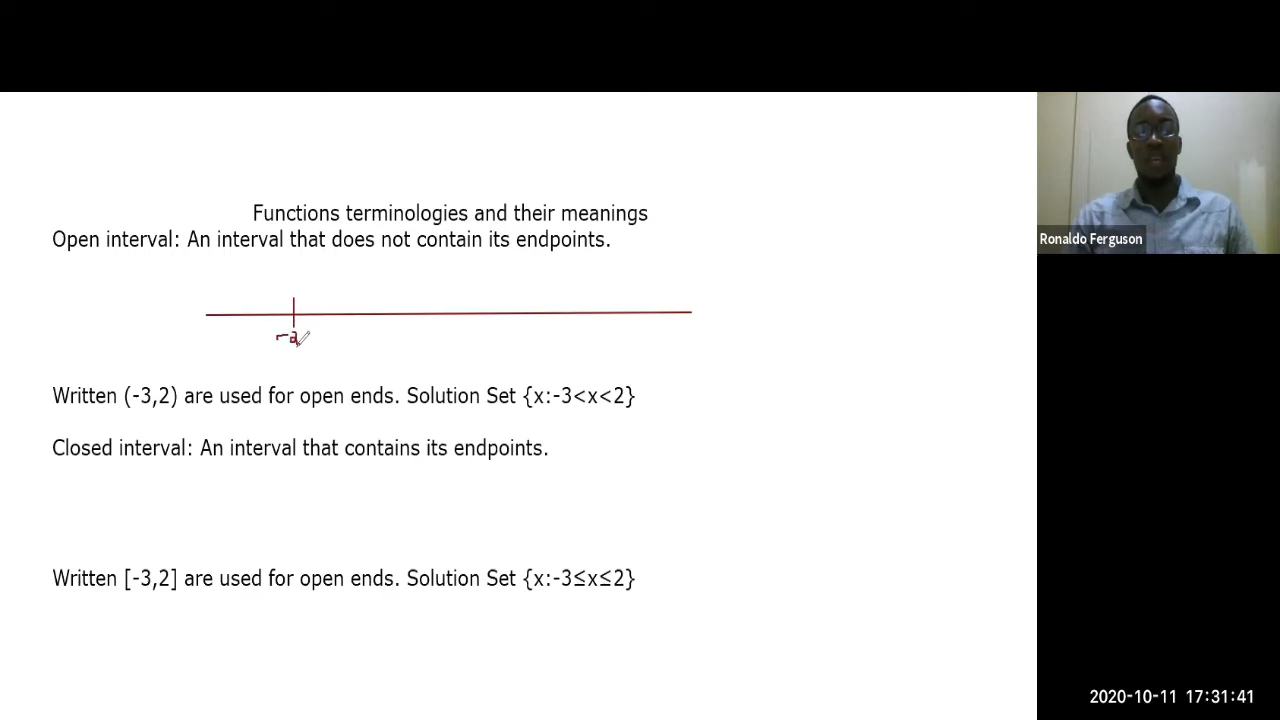 Functions terminologies and their meanings
Open interval: An interval that does not contain its endpoints.
Ronaldo Ferguson
Written (-3,2) are used for open ends. Solution Set {x:-3<x<2}
Closed interval: An interval that contains its endpoints.
Written [-3,2] are used for open ends. Solution Set {x:-3≤x≤2}
2020-10-11 17:31:41